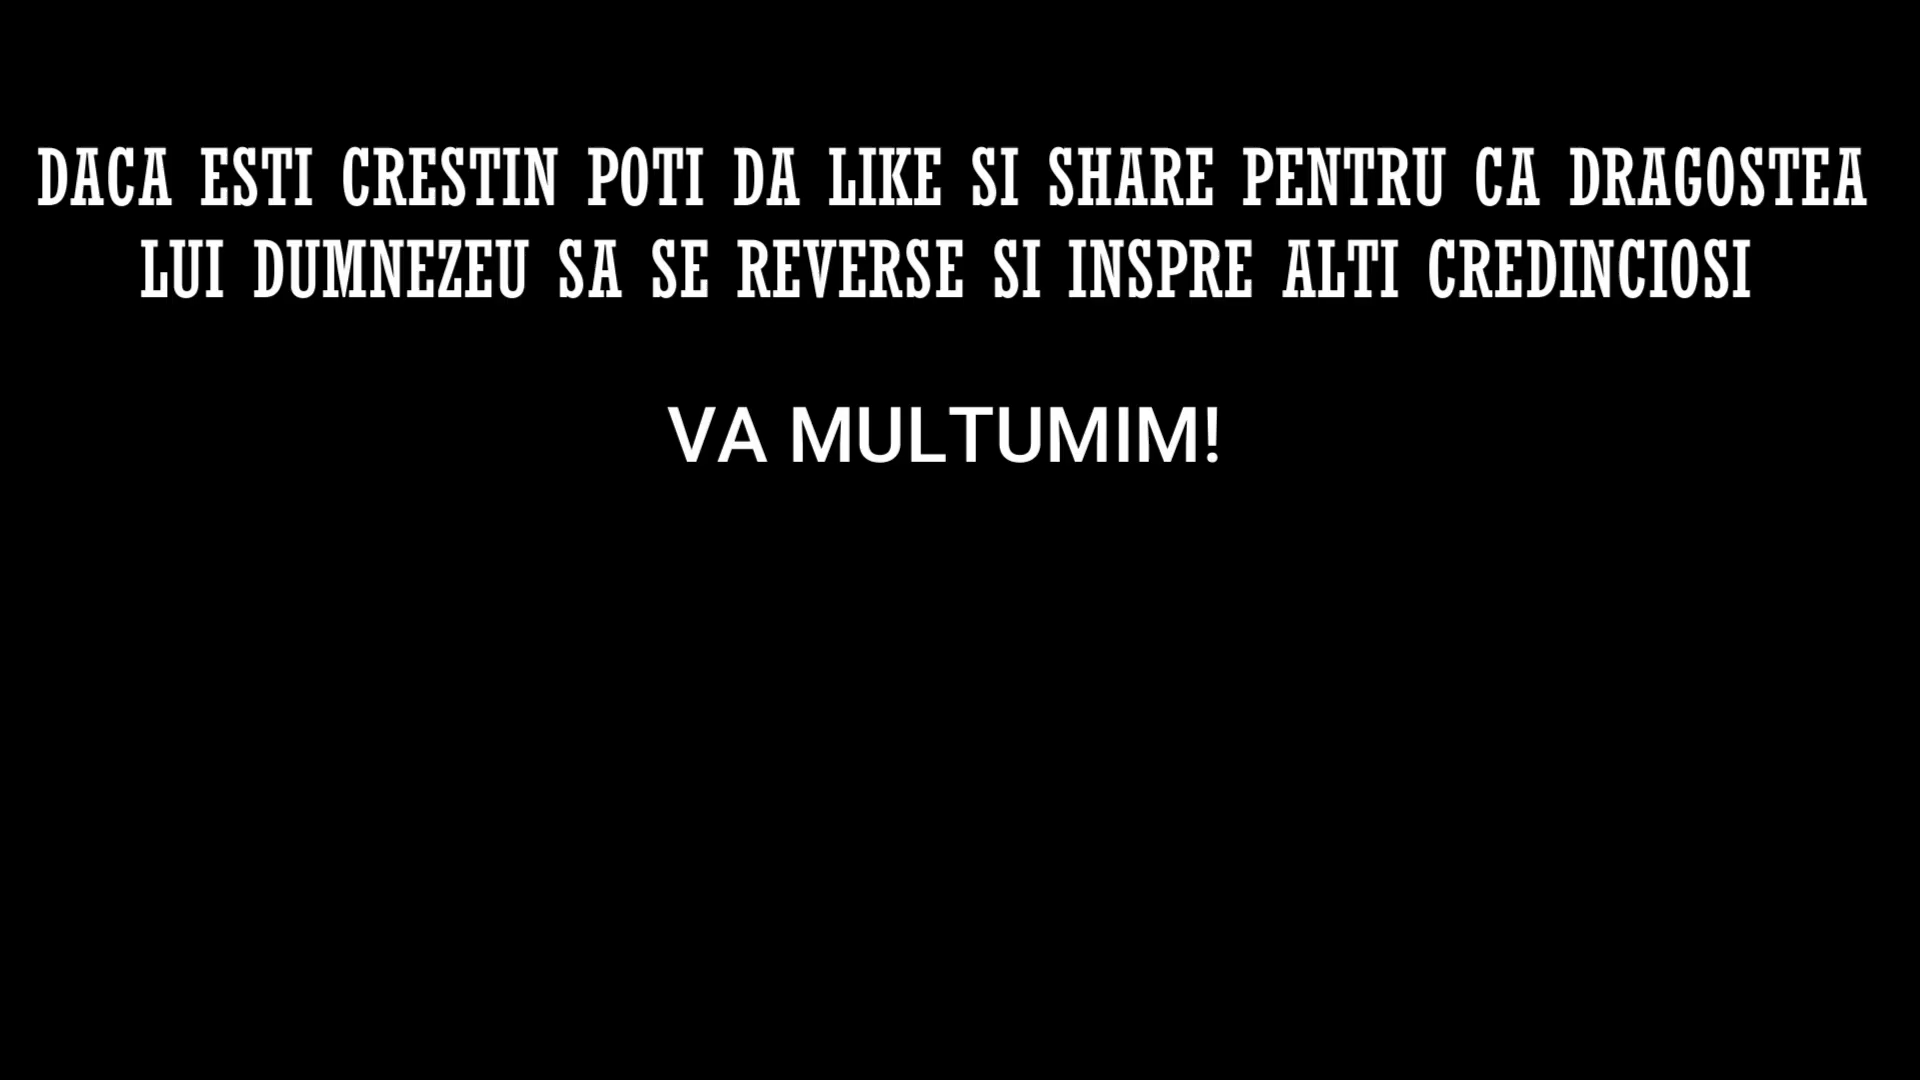 DACA ESTI CRESTIN POTI DA LIKE SI SHARE PENTRU CA DRAGOSTEA
LUI DUMNEZEU SA SE REVERSE SI INSPRE ALTI CREDINCIOSI
VA MULTUMIM!